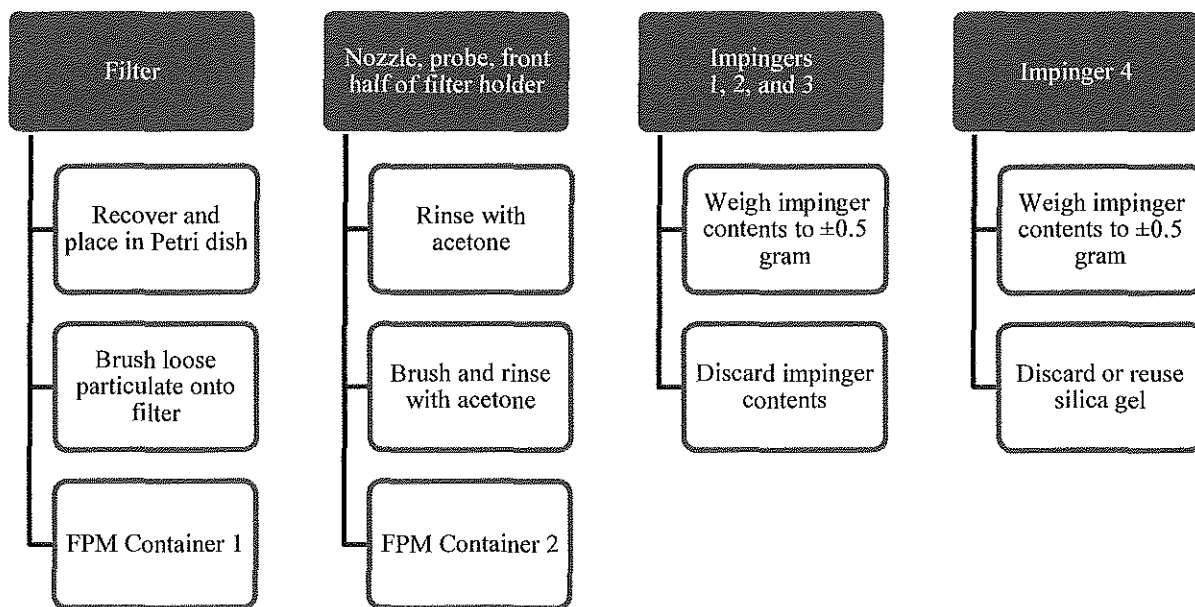 Filter
Recover and
place in Petri dish
Brush loose
particulate onto
filter
FPM Container 1
Nozzle, probe, front
half of filter holder
Rinse with
acetone
Brush and rinse
with acetone
FPM Container 2
Impingers
1, 2, and 3
Weigh impinger
contents to ±0.5
gram
Discard impinger
contents
Impinger 4
Weigh impinger
contents to ±0.5
gram
Discard or reuse
silica gel